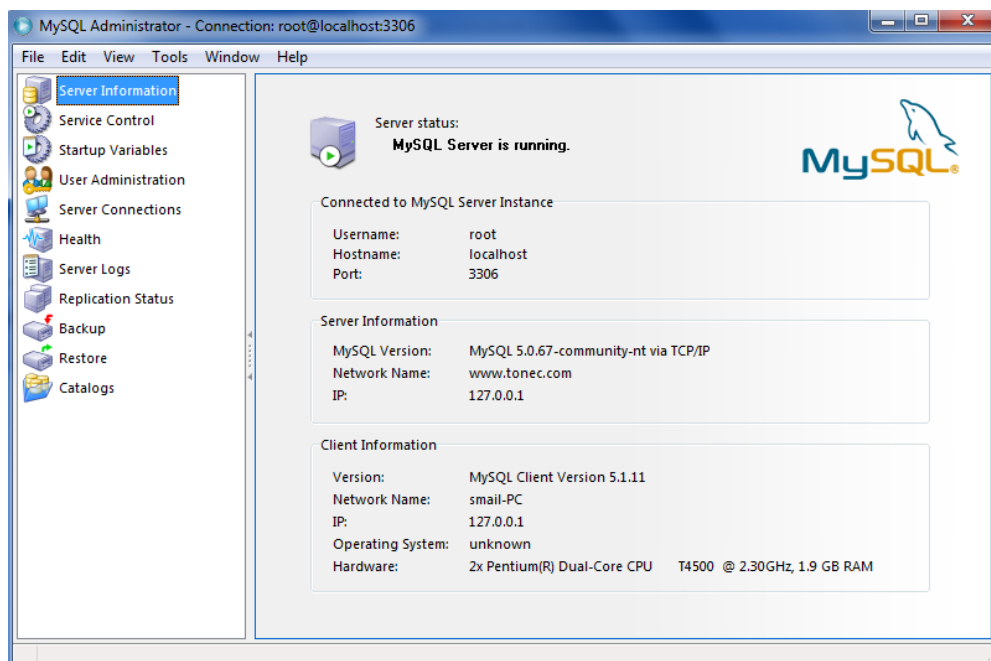 MySQL Administrator - Connection: root@localhost:3306
File Edit View Tools Window Help
Server Information
Service Control
Startup Variables
User Administration
Server Connections
Health
Server Logs
Replication Status
Backup
Restore
Catalogs
Server status:
MySQL Server is running.
MySQL®
Connected to MySQL Server Instance
Username: root
Hostname: localhost
Port: 3306
Server Information
MySQL Version: MySQL 5.0.67-community-nt via TCP/IP
Network Name: www.tonec.com
IP: 127.0.0.1
Client Information
Version: MySQL Client Version 5.1.11
Network Name: smail-PC
IP: 127.0.0.1
Operating System: unknown
Hardware: 2x Pentium(R) Dual-Core CPU T4500 @ 2.30GHz, 1.9 GB RAM